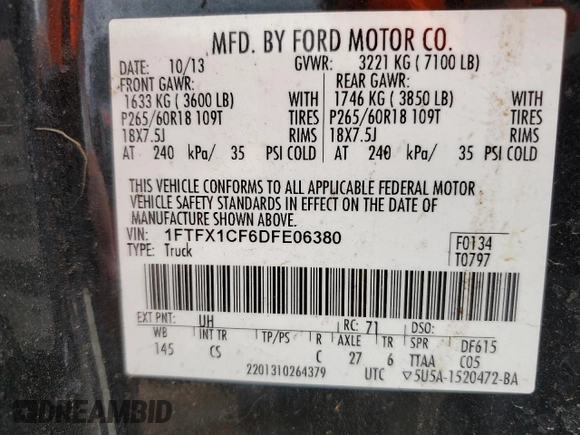 MFD. BY FORD MOTOR CO.
DATE: 10/13 GVWR: 3221 KG ( 7100 LB)
FRONT GAWR: REAR GAWR:
1633 KG ( 3600 LB) WITH 1746 KG ( 3850 LB) WITH
P265/60R18 109T TIRES P265/60R18 109T TIRES
18X7.5J RIMS 18X7.5J RIMS
AT 240 kPa/ 35 PSI COLD AT 240 kPa/ 35 PSI COLD
THIS VEHICLE CONFORMS TO ALL APPLICABLE FEDERAL MOTOR
VEHICLE SAFETY STANDARDS IN EFFECT ON THE DATE OF
MANUFACTURE SHOWN ABOVE.
VIN: 1FTFX1CF6DFE06380 F0134
TYPE: Truck T0797
EXT PNT: UH RC: 71 DSO:
WB INT TR TP/PS R AXLE TR SPR DF615
145 CS C 27 6 TTAA C05
2201310264379 UTC ▽5U5A-1520472-BA
DREAMBID